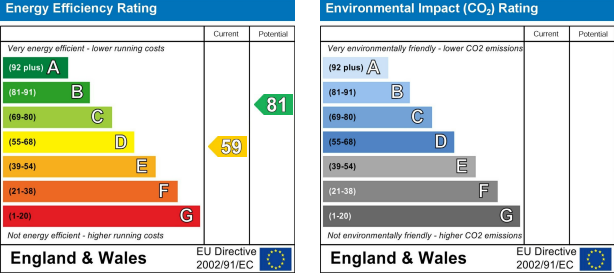 Energy Efficiency Rating
Current
Potential
Very energy efficient - lower running costs
(92 plus) A
(81-91) B
(69-80) C
(55-68) D
(39-54) E
(21-38) F
(1-20) G
59
81
Not energy efficient - higher running costs
England & Wales
EU Directive
2002/91/EC
Environmental Impact (CO₂) Rating
Current
Potential
Very environmentally friendly - lower CO2 emissions
(92 plus) A
(81-91) B
(69-80) C
(55-68) D
(39-54) E
(21-38) F
(1-20) G
Not environmentally friendly - higher CO2 emissions
England & Wales
EU Directive
2002/91/EC